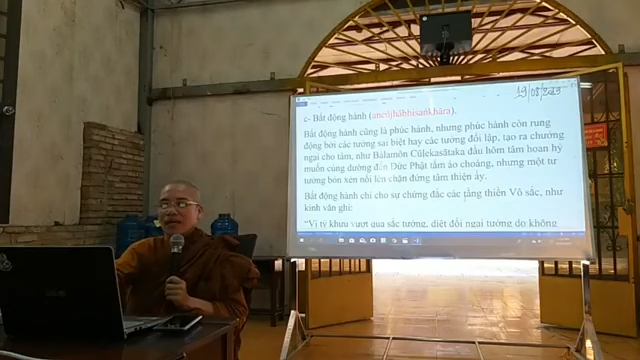 19/08/2019
c- Bất động hành (aneñjhābhisaṅkhāra).
Bất động hành cũng là phúc hành, nhưng phúc hành còn rung
động bởi các tướng sai biệt hay các tướng đối lập, tạo ra chướng
ngại cho tâm, như Bàlamôn Cūḷekasāṭaka đầu hôm tâm hoan hỷ
muốn cúng dường đến Đức Phật tấm áo choàng, nhưng một tư
tưởng bỏn xẻn nổi lên chặn đứng tâm thiện ấy.
Bất động hành chỉ cho sự chứng đắc các tầng thiền Vô sắc, như
kinh văn ghi:
“Vị tỳ khưu vượt qua sắc tưởng, diệt đối ngại tưởng do không